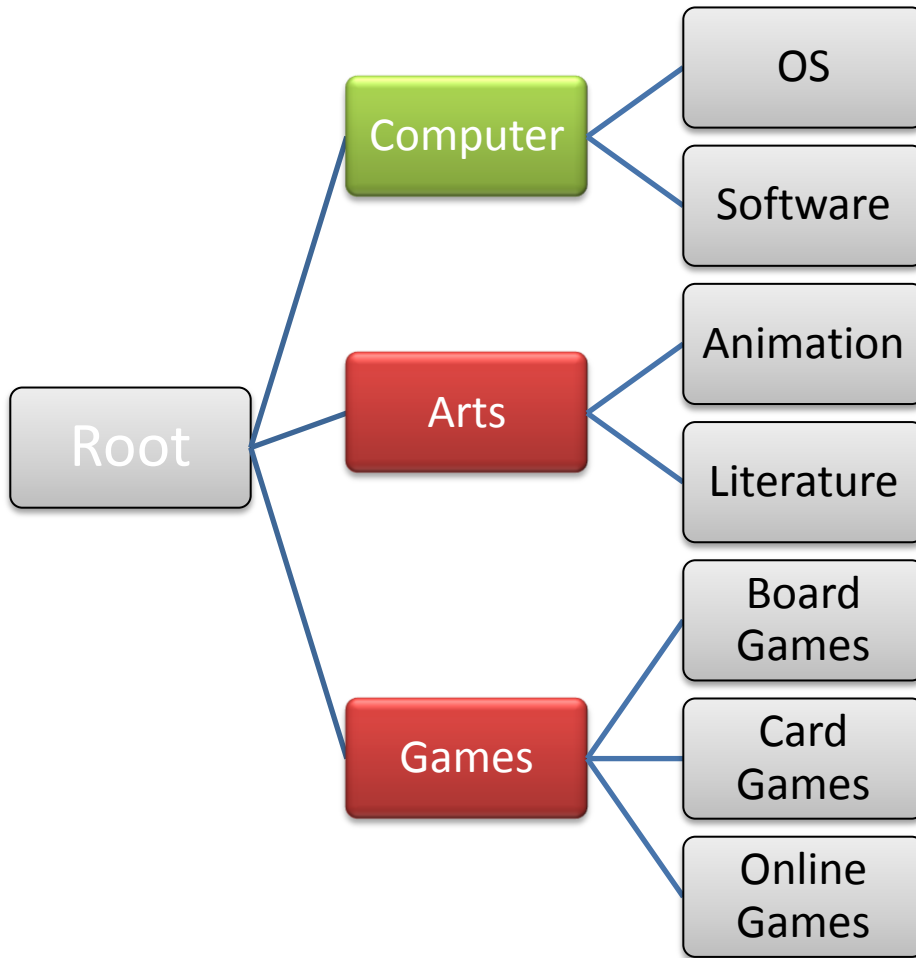 Root
Computer
OS
Software
Arts
Animation
Literature
Games
Board
Games
Card
Games
Online
Games